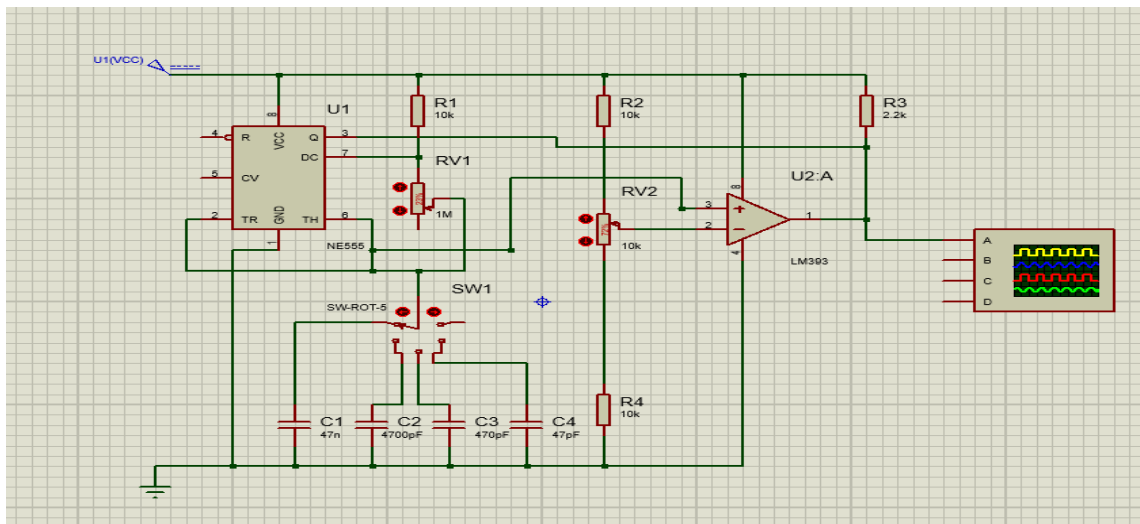 U1(VCC)
U1
R1
10k
R2
10k
R3
2.2k
4
R
8
VCC
Q
3
DC
7
5
CV
2
TR
GND
1
TH
6
NE555
RV1
1M
RV2
10k
U2:A
8
3
2
1
4
LM393
A
B
C
D
SW1
SW-ROT-5
R4
10k
C1
47n
C2
4700pF
C3
470pF
C4
47pF